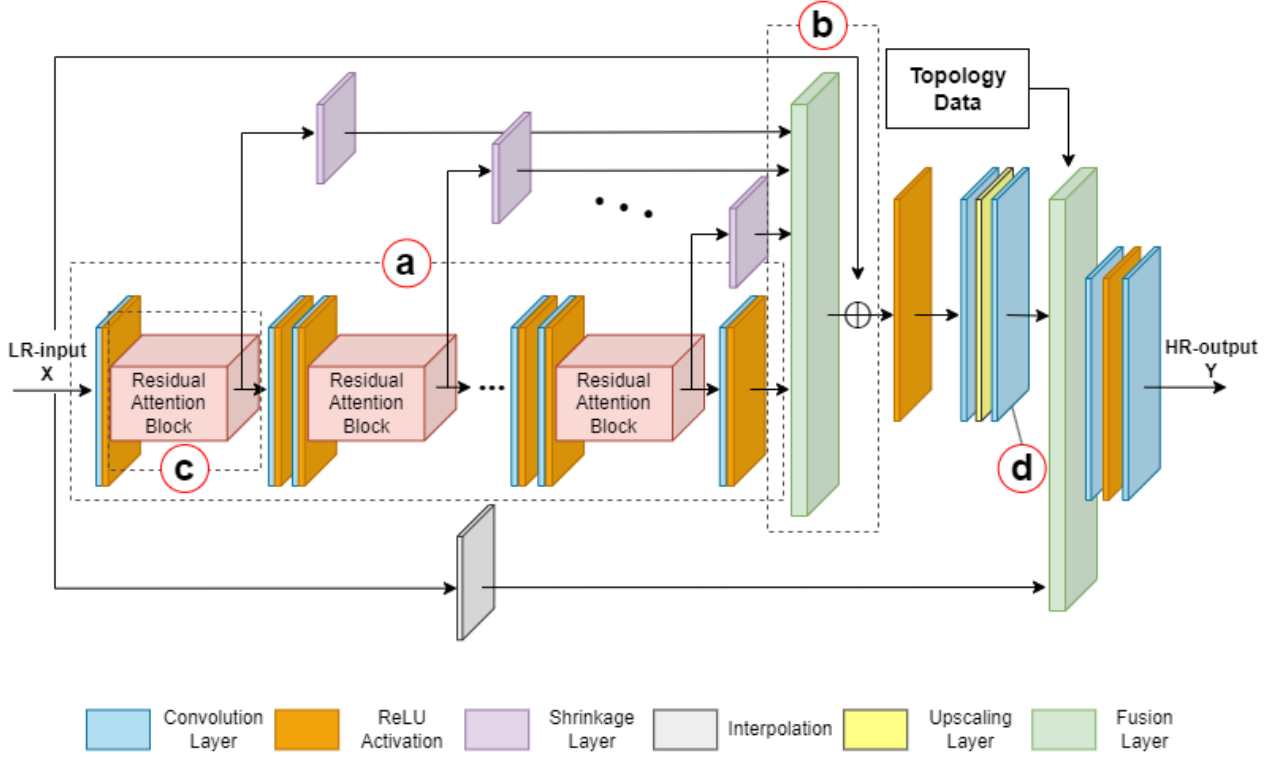 b
Topology
Data
a
LR-input
X
Residual
Attention
Block
Residual
Attention
Block
Residual
Attention
Block
HR-output
Y
c
d
Convolution
Layer
ReLU
Activation
Shrinkage
Layer
Interpolation
Upscaling
Layer
Fusion
Layer